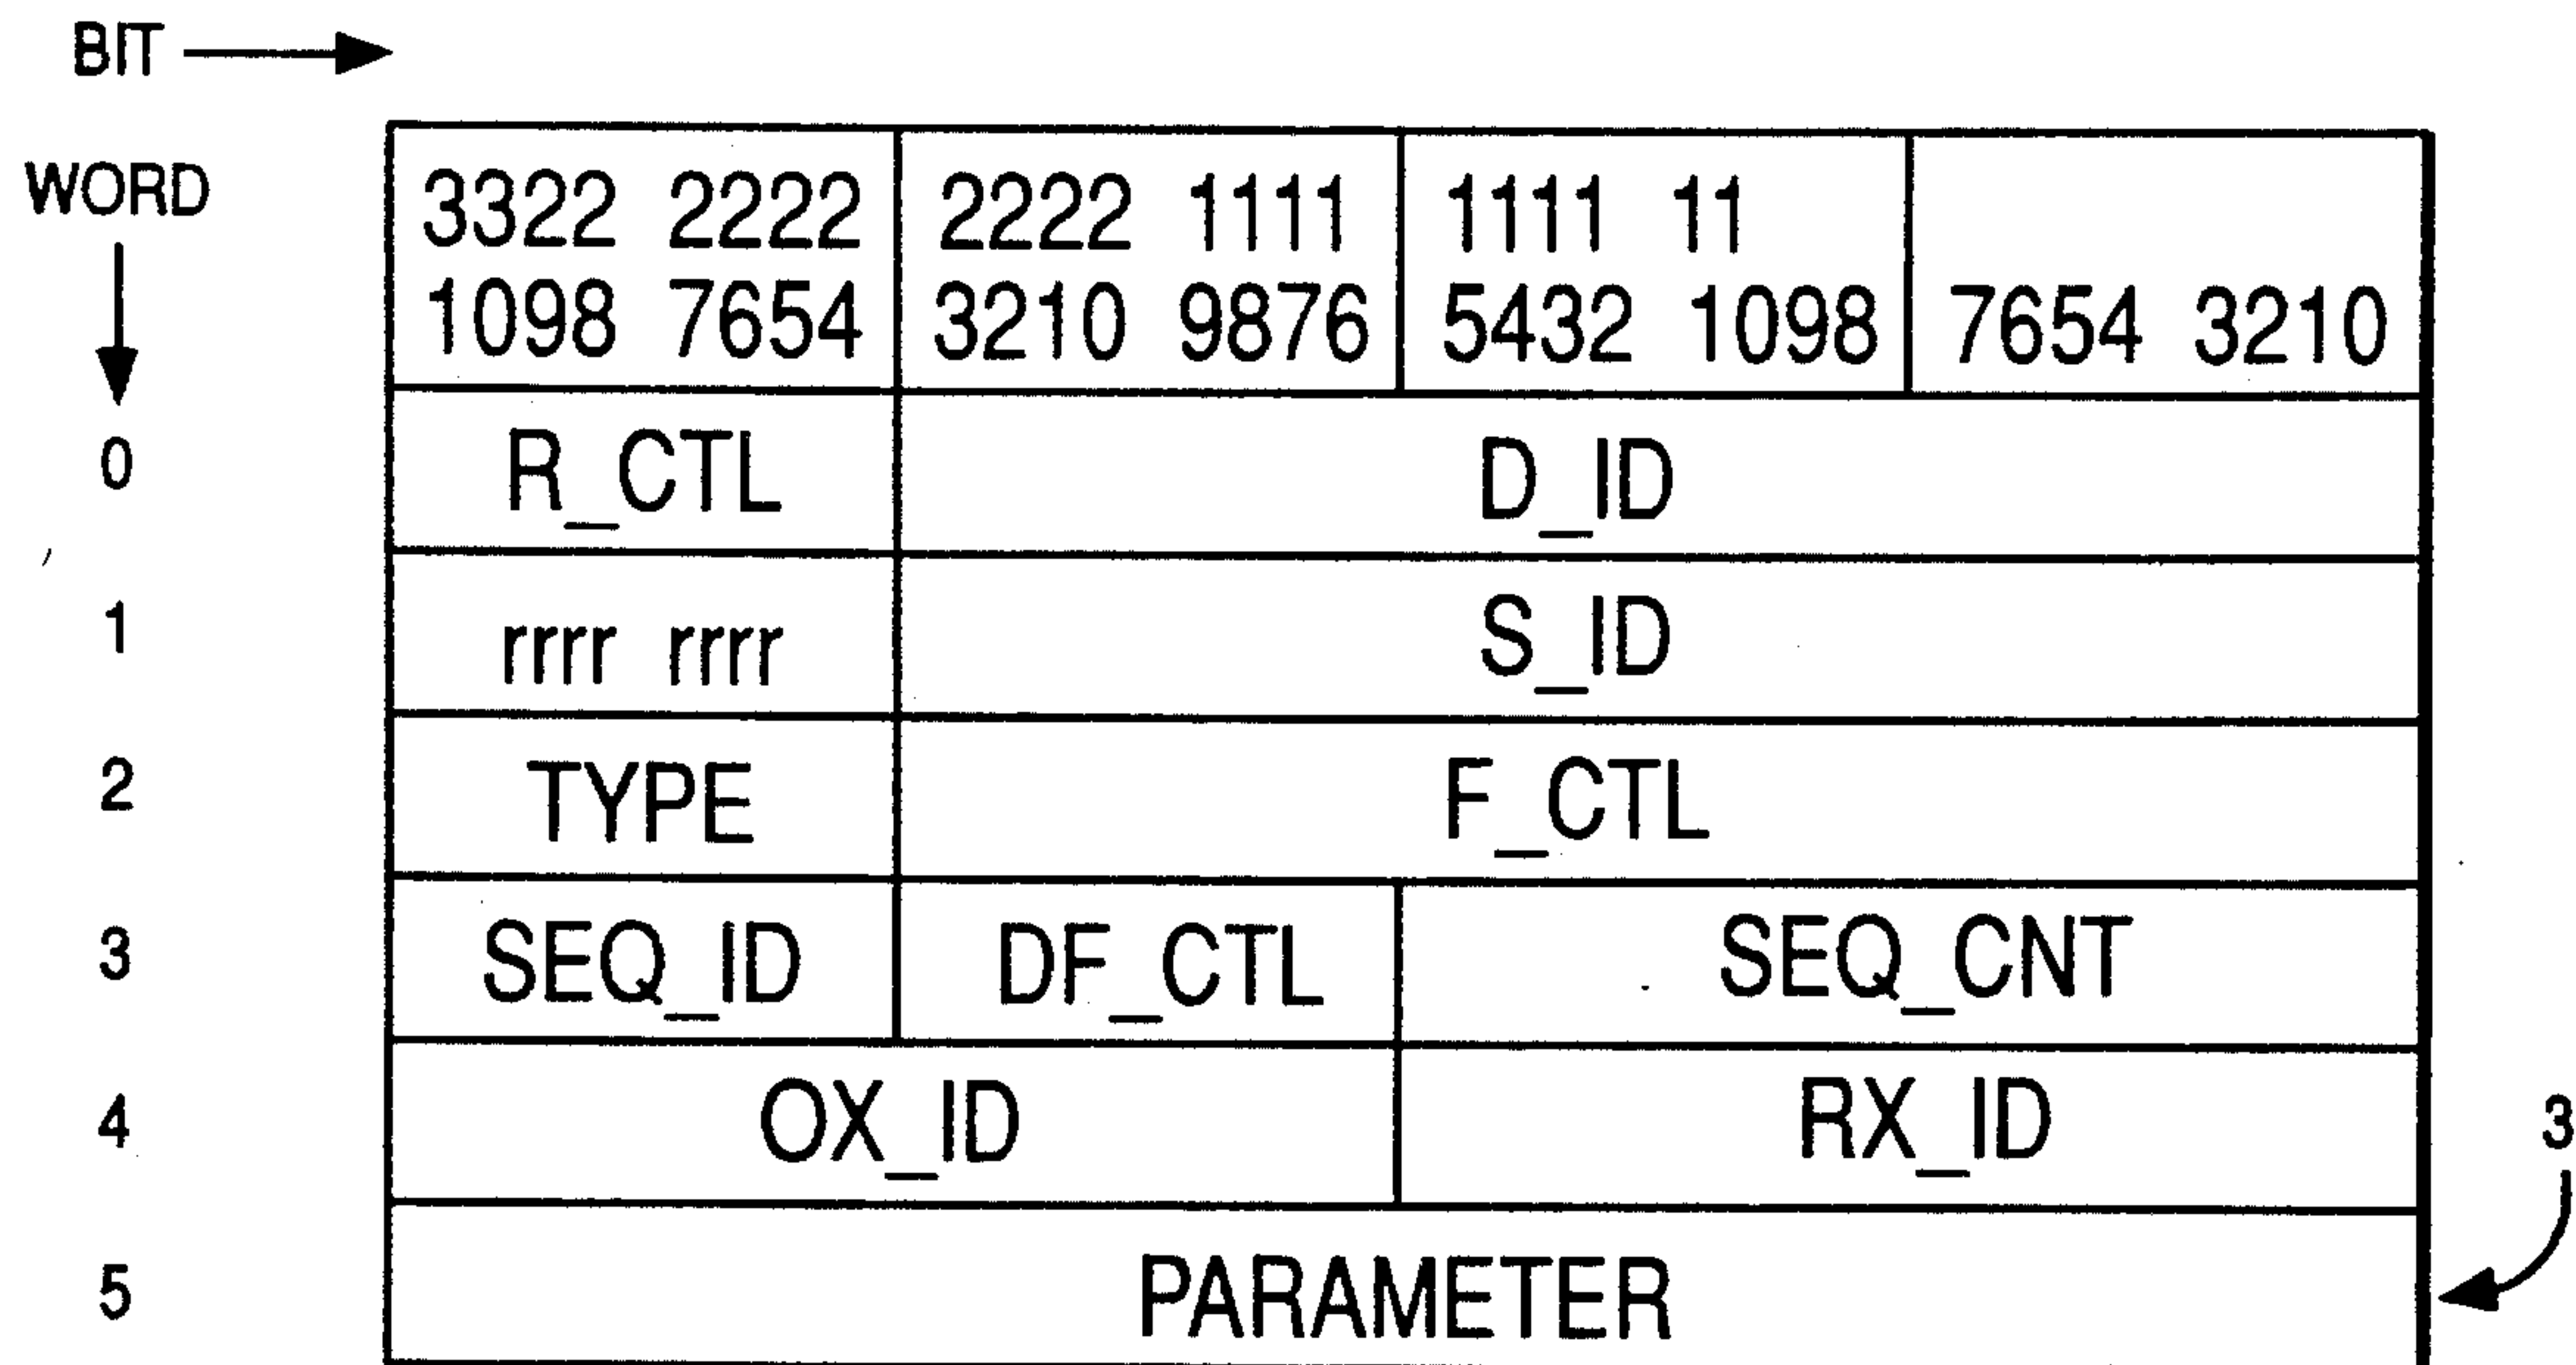 BIT
WORD
3322 2222 2222 1111 1111 11
1098 7654 3210 9876 5432 1098 7654 3210
0 R_CTL D_ID
1 rrrr rrrr S_ID
2 TYPE F_CTL
3 SEQ_ID DF_CTL SEQ_CNT
4 OX_ID RX_ID
3
5 PARAMETER